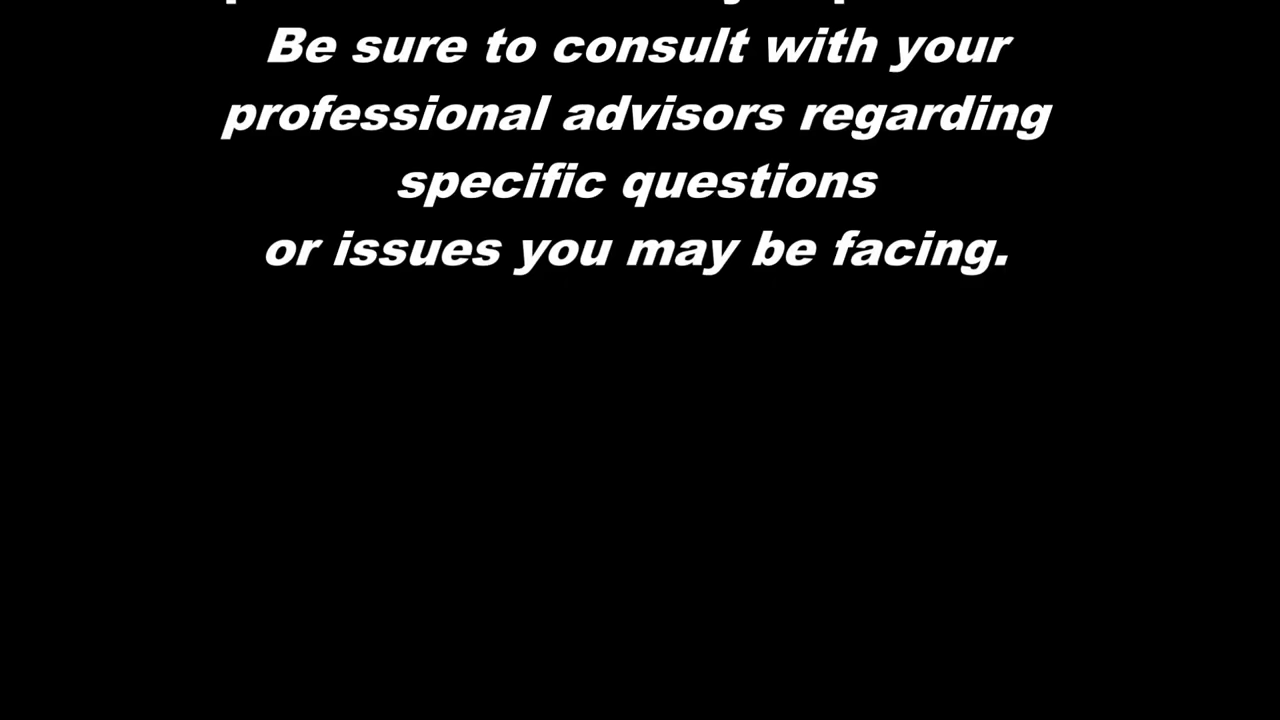 Be sure to consult with your
professional advisors regarding
specific questions
or issues you may be facing.